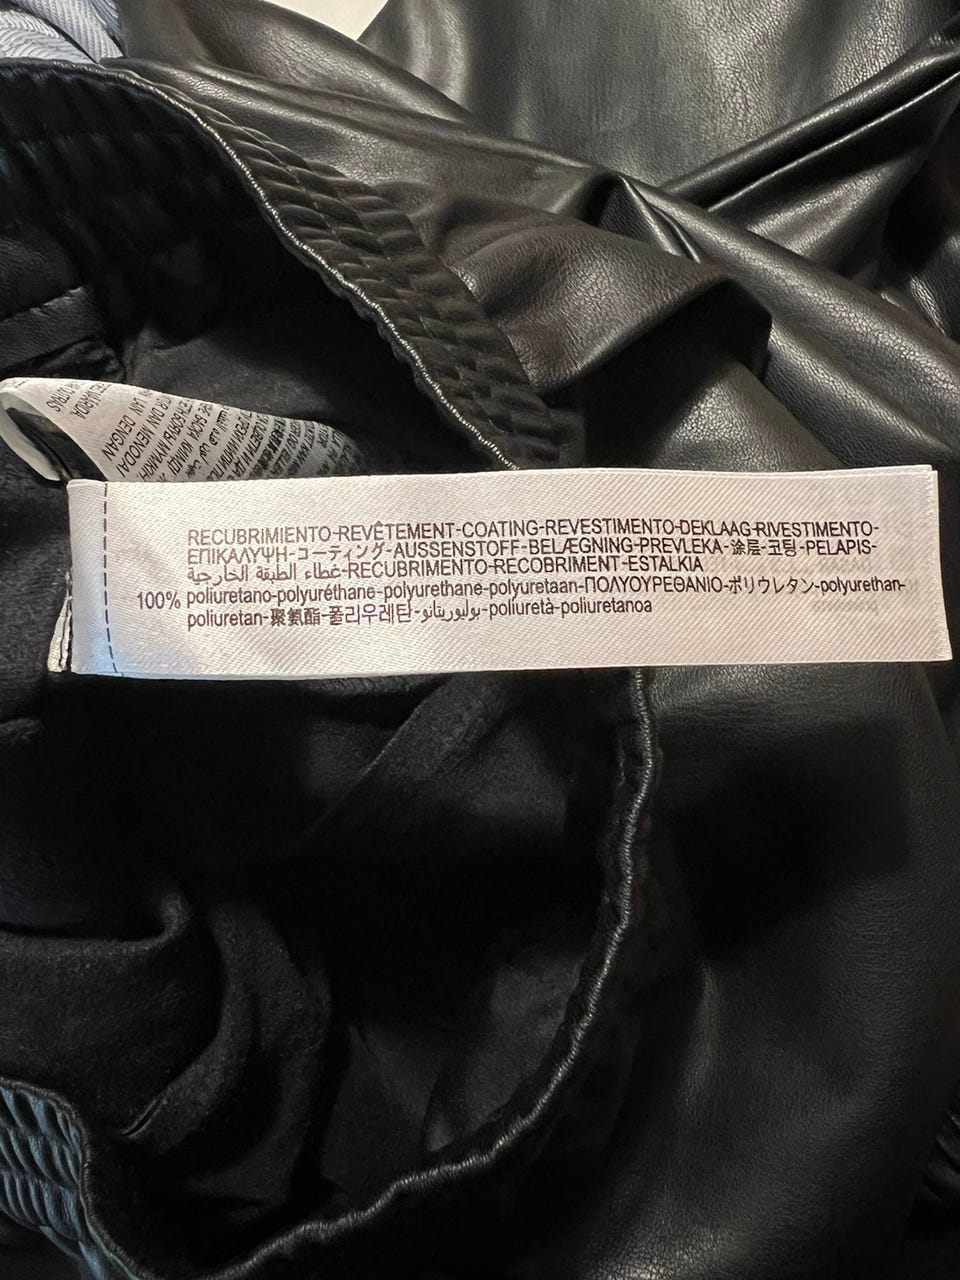 RECUBRIMIENTO-REVÊTEMENT-COATING-REVESTIMENTO-DEKLAAG-RIVESTIMENTO-
ΕΠΙΚΑΛΥΨΗ-コーティング-AUSSENSTOFF-BELÆGNING-PREVLEKA-涂层-코팅-PELAPIS-
غطاء الطبقة الخارجية-RECUBRIMENTO-RECOBRIMENT-ESTALKIA
100% poliuretano-polyuréthane-polyurethane-polyuretaan-ΠΟΛΥΟΥΡΕΘΑΝΙΟ-ポリウレタン-polyurethan-
poliuretan-聚氨酯-폴리우레탄-بوليوريتانو-poliuretà-poliuretanoa
DENGAN